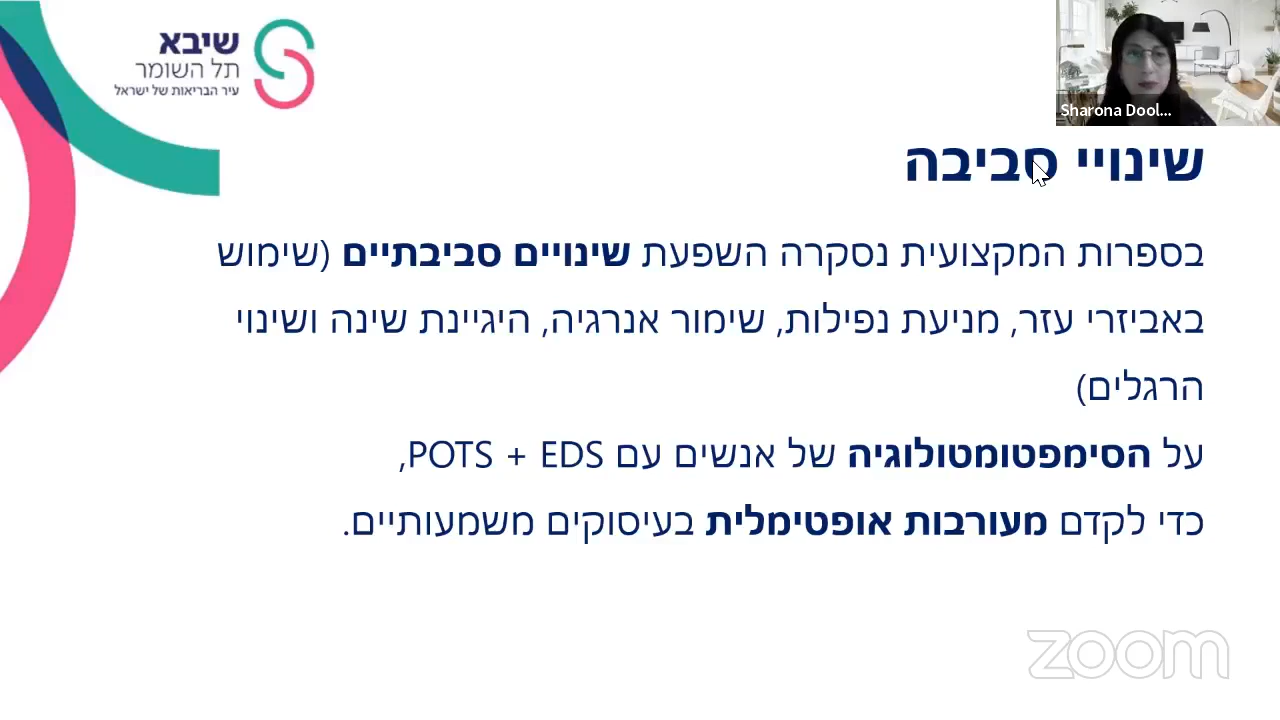 שיבא
תל השומר
עיר הבריאות של ישראל
Sharona Dool...
שינויי סביבה
בספרות המקצועית נסקרה השפעת שינויים סביבתיים (שימוש
באביזרי עזר, מניעת נפילות, שימור אנרגיה, היגיינת שינה ושינוי
הרגלים)
על הסימפטומטולוגיה של אנשים עם POTS + EDS,
כדי לקדם מעורבות אופטימלית בעיסוקים משמעותיים.
zoom